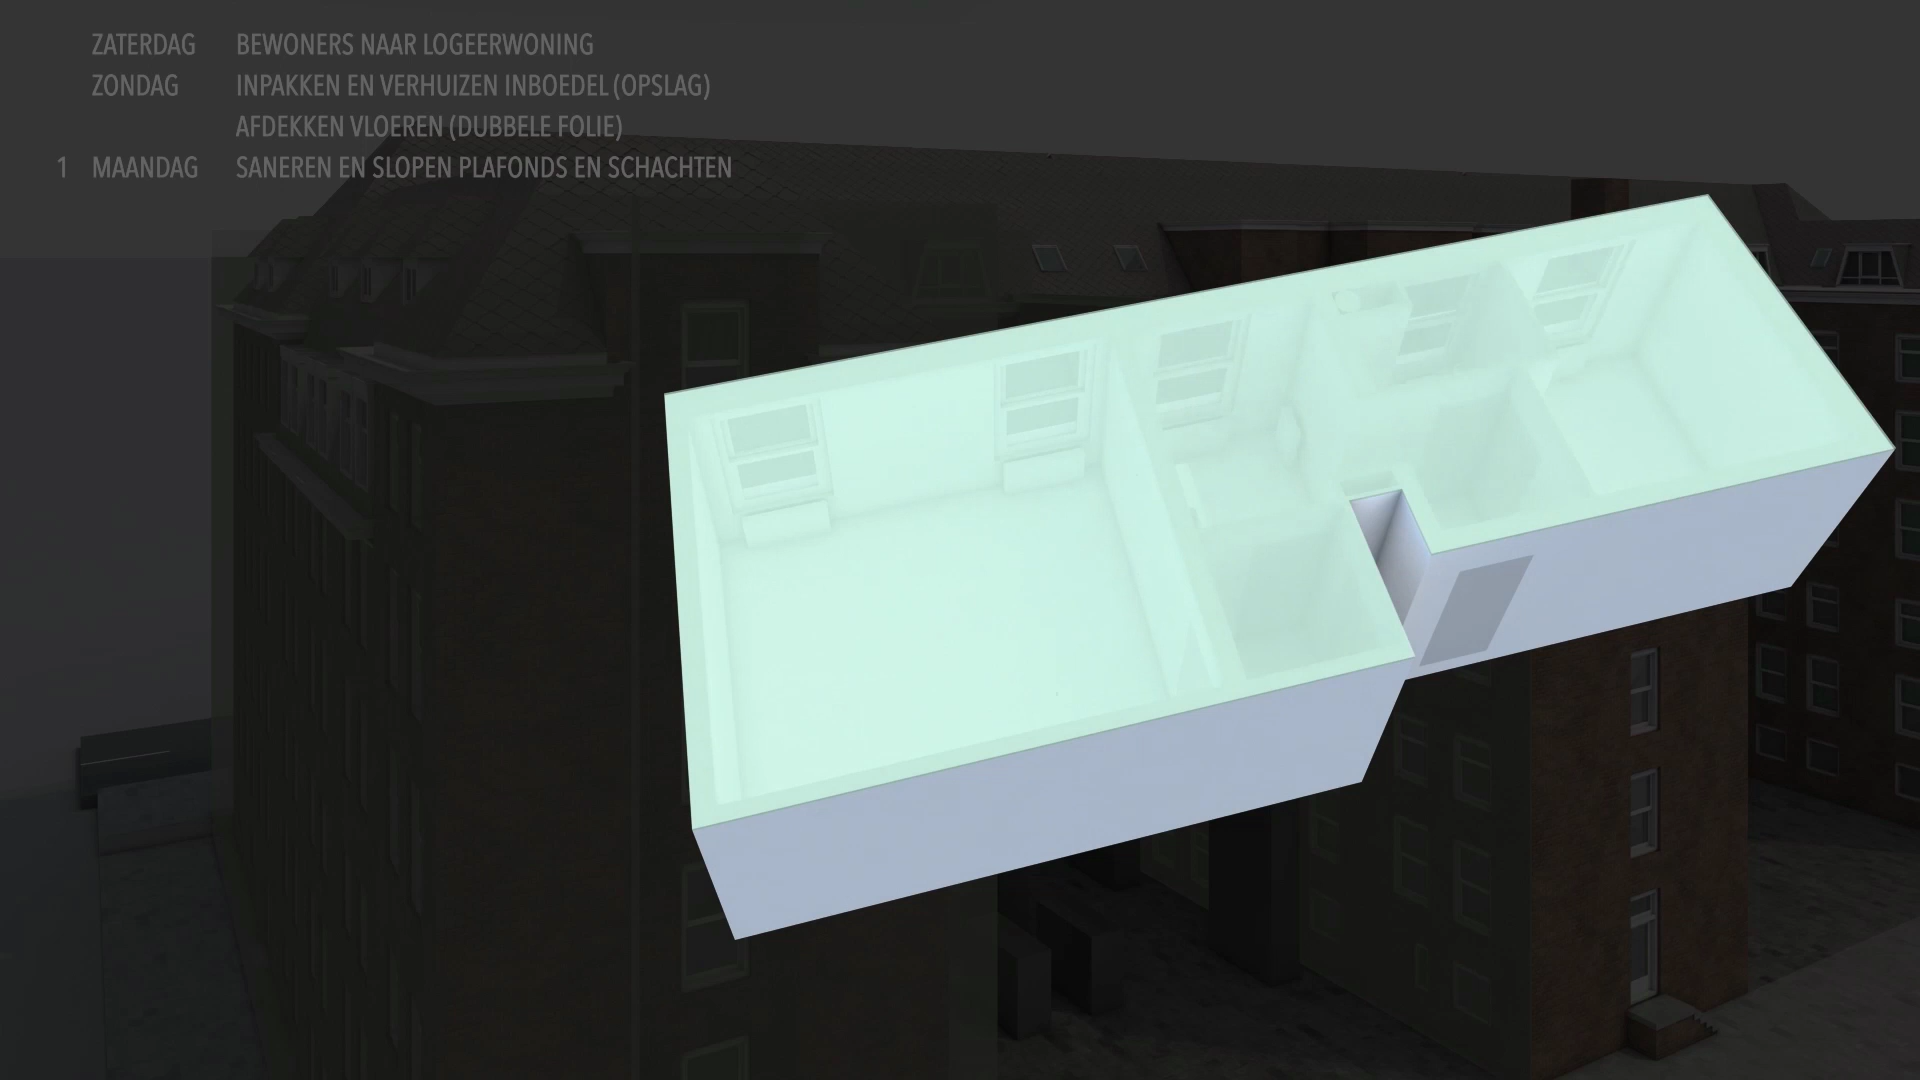 ZATERDAG BEWONERS NAAR LOGEERWONING
ZONDAG INPAKKEN EN VERHUIZEN INBOEDEL (OPSLAG)
AFDEKKEN VLOEREN (DUBBELE FOLIE)
1 MAANDAG SANEREN EN SLOPEN PLAFONDS EN SCHACHTEN